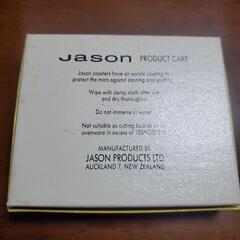 Jason PRODUCT CARE
Jason coasters have an acrylic coating to
protect the mats against staining and
Wipe with damp cloth after use
and dry thoroughly
Do not immerse in water
Not suitable as cutting boards or
ovenware in excess of
MANUFACTURED BY
JASON PRODUCTS LTD
AUCKLAND 7, NEW ZEALAND